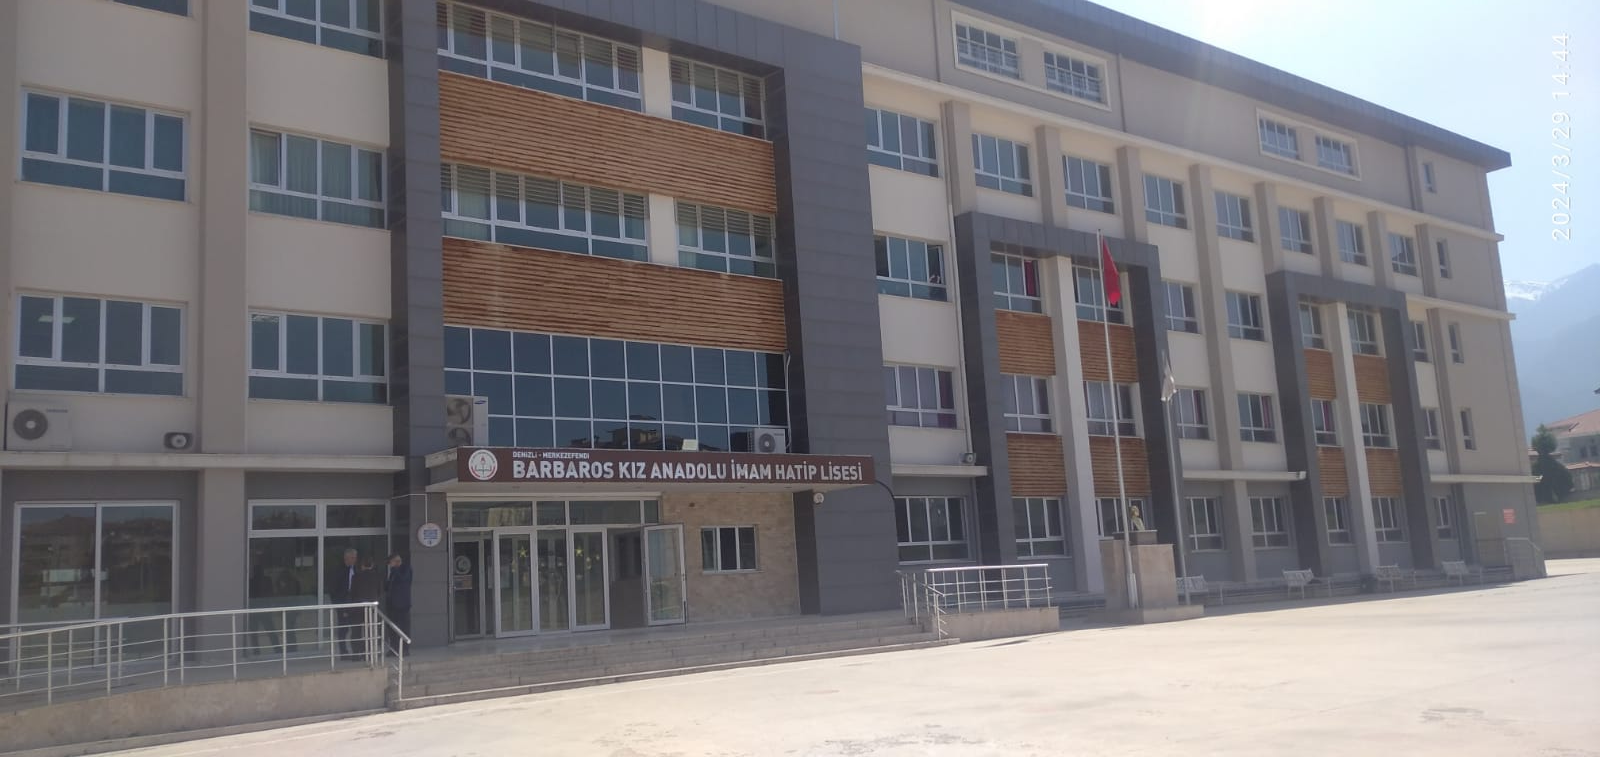 2024/3/29 14:44
DENİZLİ - MERKEZEFENDİ
BARBAROS KIZ ANADOLU İMAM HATİP LİSESİ